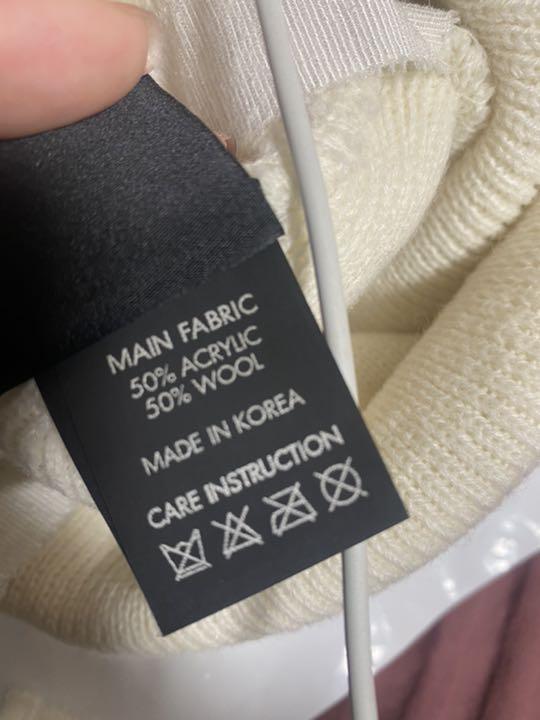 MAIN FABRIC
50% ACRYLIC
50% WOOL
MADE IN KOREA
CARE INSTRUCTION